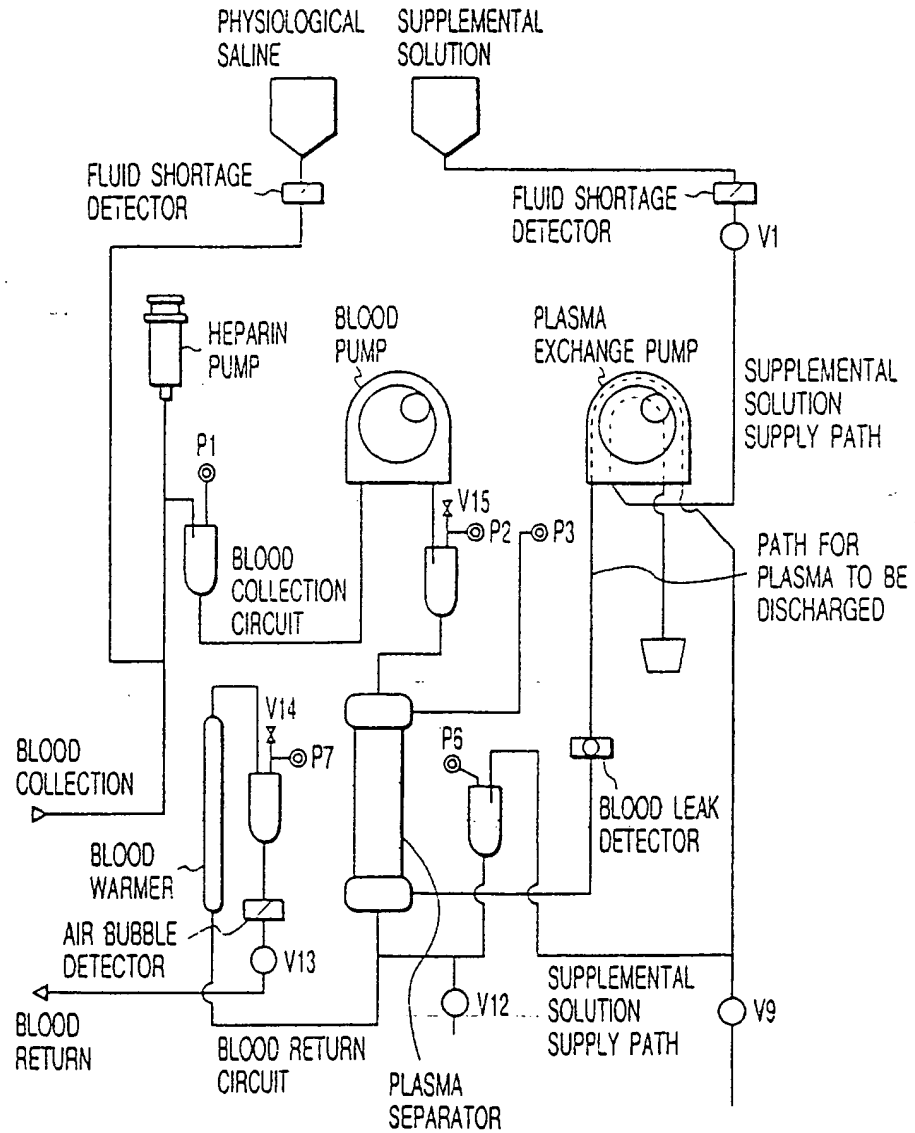 PHYSIOLOGICAL
SALINE
SUPPLEMENTAL
SOLUTION
FLUID SHORTAGE
DETECTOR
FLUID SHORTAGE
DETECTOR
V1
HEPARIN
PUMP
BLOOD
PUMP
PLASMA
EXCHANGE PUMP
SUPPLEMENTAL
SOLUTION
SUPPLY PATH
P1
V15
P2
P3
BLOOD
COLLECTION
CIRCUIT
PATH FOR
PLASMA TO BE
DISCHARGED
V14
P7
P6
BLOOD
COLLECTION
BLOOD LEAK
DETECTOR
BLOOD
WARMER
AIR BUBBLE
DETECTOR
V13
V12
SUPPLEMENTAL
SOLUTION
SUPPLY PATH
V9
BLOOD
RETURN
BLOOD RETURN
CIRCUIT
PLASMA
SEPARATOR